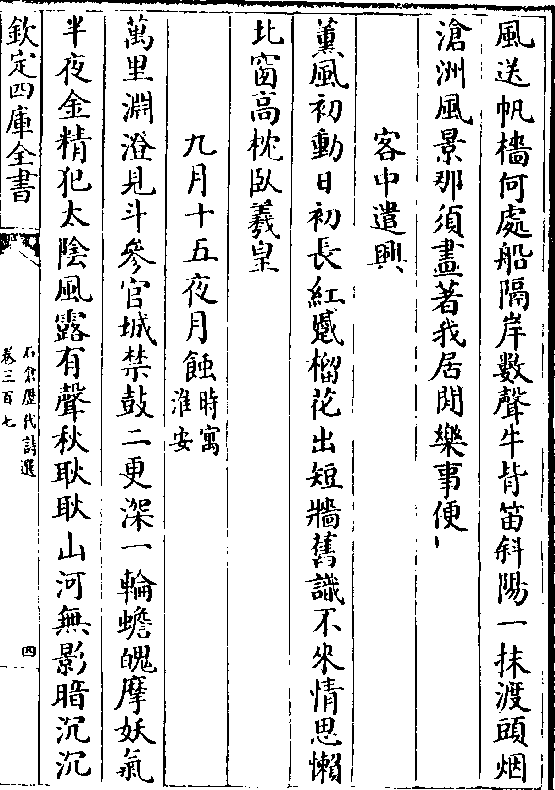 風送帆檣何處船隔岸數聲牛背笛斜陽一抹渡頭烟
滄洲風景那須盡著我居閒樂事便
客中遣興
薰風初動日初長紅蹙榴花出短牆舊識不來情思懶
北窗高枕臥羲皇
九月十五夜月蝕時寓淮安
萬里淵澄見斗參官城禁鼓二更深一輪蟾魄摩妖氣
半夜金精犯太陰風露有聲秋耿耿山河無影暗沉沉
欽定四庫全書
石倉歷代詩選
卷三百七
四